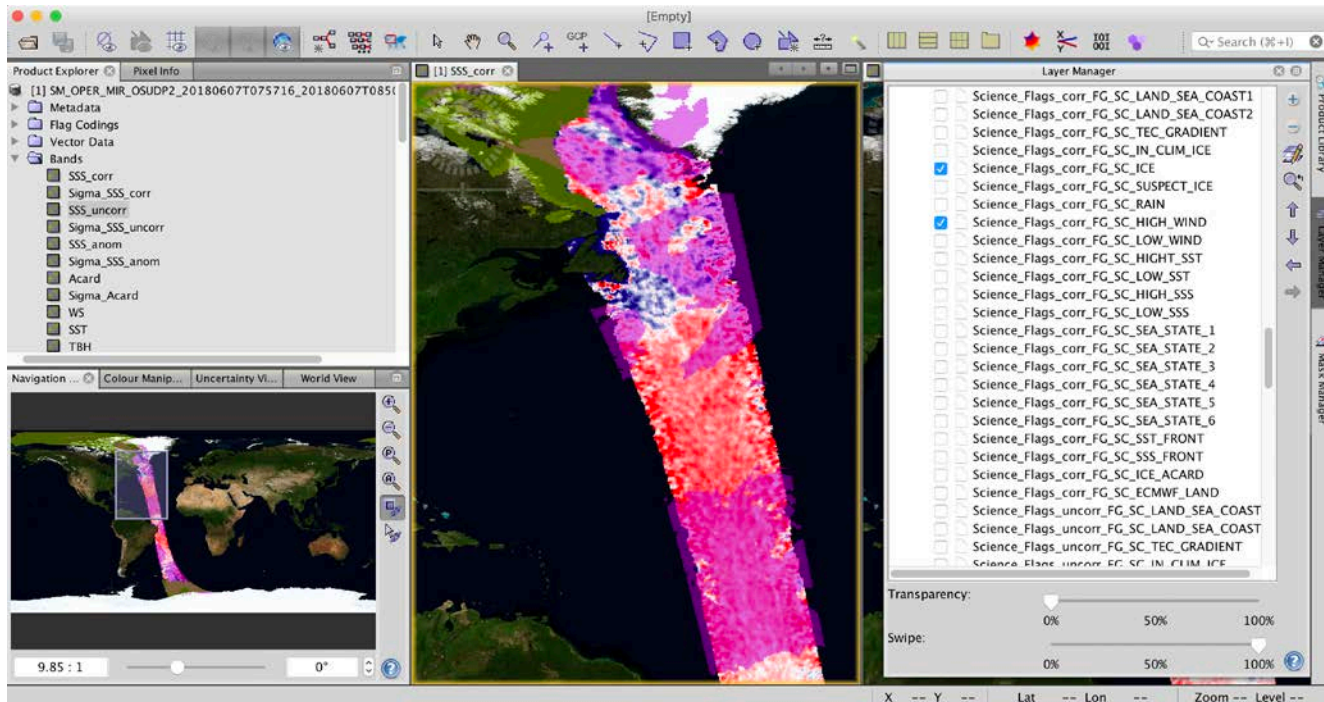 [Empty]
GCP
Search (⌘+I)
Product Explorer
Pixel Info
[1] SM_OPER_MIR_OSUDP2_20180607T075716_20180607T085
Metadata
Flag Codings
Vector Data
Bands
SSS_corr
Sigma_SSS_corr
SSS_uncorr
Sigma_SSS_uncorr
SSS_anom
Sigma_SSS_anom
Acard
Sigma_Acard
WS
SST
TBH
Navigation ...
Colour Manip...
Uncertainty Vi...
World View
9.85 : 1
0°
[1] SSS_corr
Layer Manager
Science_Flags_corr_FG_SC_LAND_SEA_COAST1
Science_Flags_corr_FG_SC_LAND_SEA_COAST2
Science_Flags_corr_FG_SC_TEC_GRADIENT
Science_Flags_corr_FG_SC_IN_CLIM_ICE
Science_Flags_corr_FG_SC_ICE
Science_Flags_corr_FG_SC_SUSPECT_ICE
Science_Flags_corr_FG_SC_RAIN
Science_Flags_corr_FG_SC_HIGH_WIND
Science_Flags_corr_FG_SC_LOW_WIND
Science_Flags_corr_FG_SC_HIGHT_SST
Science_Flags_corr_FG_SC_LOW_SST
Science_Flags_corr_FG_SC_HIGH_SSS
Science_Flags_corr_FG_SC_LOW_SSS
Science_Flags_corr_FG_SC_SEA_STATE_1
Science_Flags_corr_FG_SC_SEA_STATE_2
Science_Flags_corr_FG_SC_SEA_STATE_3
Science_Flags_corr_FG_SC_SEA_STATE_4
Science_Flags_corr_FG_SC_SEA_STATE_5
Science_Flags_corr_FG_SC_SEA_STATE_6
Science_Flags_corr_FG_SC_SST_FRONT
Science_Flags_corr_FG_SC_SSS_FRONT
Science_Flags_corr_FG_SC_ICE_ACARD
Science_Flags_corr_FG_SC_ECMWF_LAND
Science_Flags_uncorr_FG_SC_LAND_SEA_COAST
Science_Flags_uncorr_FG_SC_LAND_SEA_COAST
Science_Flags_uncorr_FG_SC_TEC_GRADIENT
Science_Flags_uncorr_FG_SC_IN_CLIM_ICE
Transparency:
0% 50% 100%
Swipe:
0% 50% 100%
Product Library
Layer Manager
Mask Manager
X -- Y -- Lat -- Lon -- Zoom -- Level --